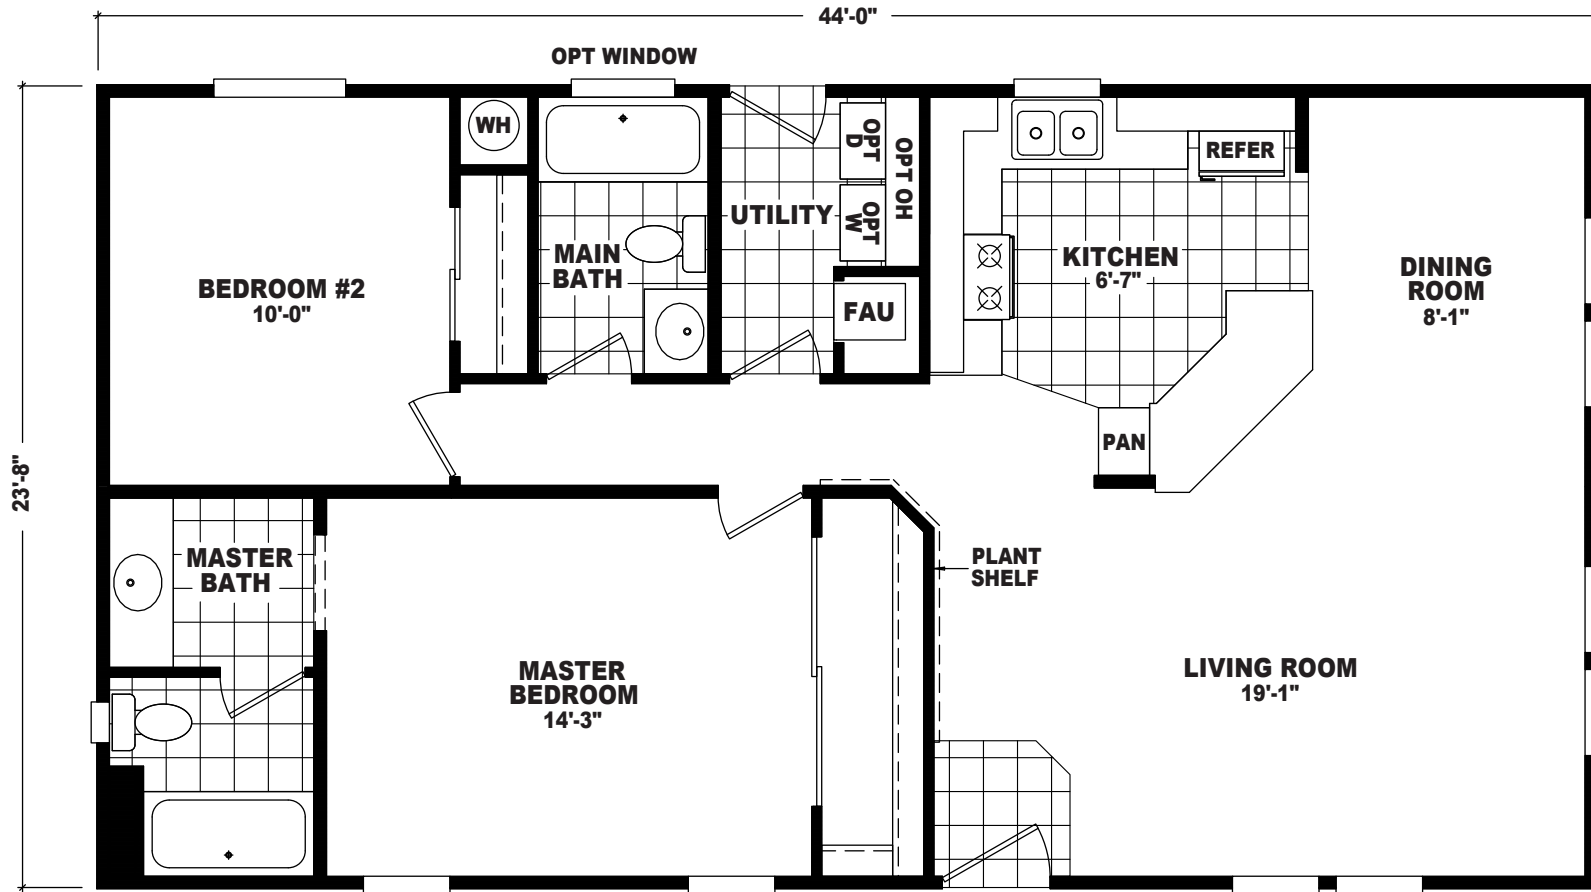 44'-0"
OPT WINDOW
WH
OPT
D
OPT OH
REFER
UTILITY
OPT
W
MAIN
BATH
KITCHEN
6'-7"
DINING
ROOM
8'-1"
BEDROOM #2
10'-0"
FAU
PAN
23'-8"
MASTER
BATH
PLANT
SHELF
MASTER
BEDROOM
14'-3"
LIVING ROOM
19'-1"